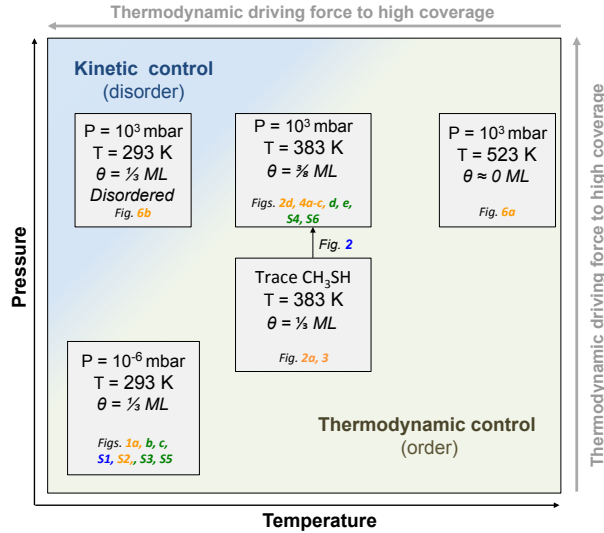 Thermodynamic driving force to high coverage
Kinetic control
(disorder)
P = 10³ mbar
T = 293 K
θ = ⅓ ML
Disordered
Fig. 6b
P = 10³ mbar
T = 383 K
θ = ⅜ ML
Figs. 2d, 4a-c, d, e,
S4, S6
P = 10³ mbar
T = 523 K
θ ≈ 0 ML
Fig. 6a
Fig. 2
Trace CH₃SH
T = 383 K
θ = ⅓ ML
Fig. 2a, 3
P = 10⁻⁶ mbar
T = 293 K
θ = ⅓ ML
Figs. 1a, b, c,
S1, S2,, S3, S5
Thermodynamic control
(order)
Pressure
Temperature
Thermodynamic driving force to high coverage